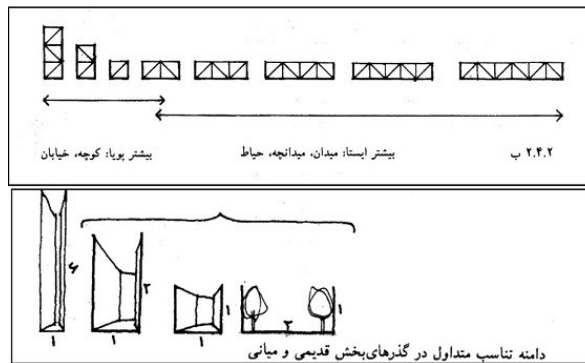 ۲.۴.۲ ب
بیشتر ایستا: میدان، میدانچه، حیاط
بیشتر پویا: کوچه، خیابان
۶
۲
۱
۱
۱
۱
۱
۲
دامنه تناسب متداول در گذرهای بخش قدیمی و میانی